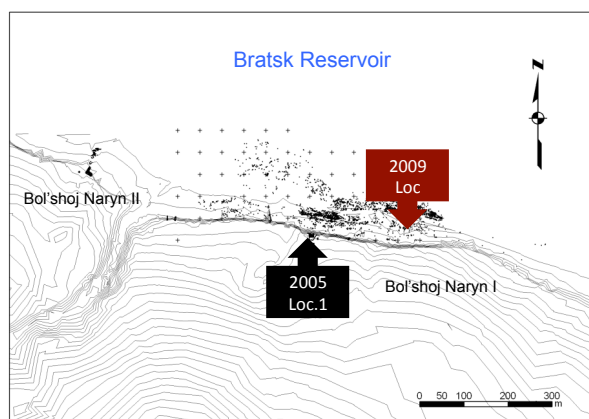 Bratsk Reservoir
N
2009
Loc
Bol'shoj Naryn II
2005
Loc.1
Bol'shoj Naryn I
0 50 100 200 300
m